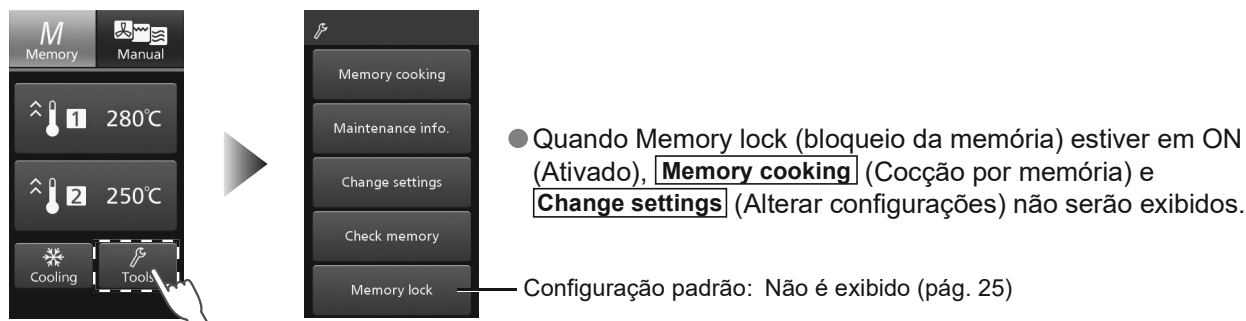 M
Memory
Manual
1 280℃
2 250℃
Cooling
Tools
Memory cooking
Maintenance info.
Change settings
Check memory
Memory lock
● Quando Memory lock (bloqueio da memória) estiver em ON
(Ativado), Memory cooking (Cocção por memória) e
Change settings (Alterar configurações) não serão exibidos.
Configuração padrão: Não é exibido (pág. 25)